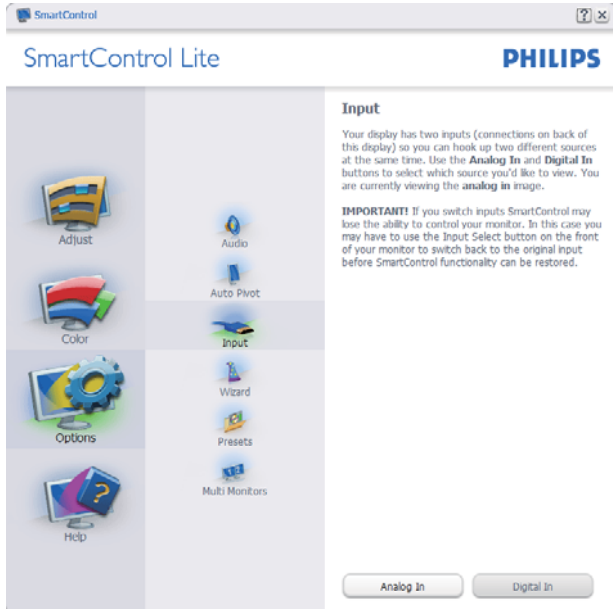 SmartControl
? ×
SmartControl Lite
PHILIPS
Adjust
Color
Options
Help
Audio
Auto Pivot
Input
Wizard
Presets
Multi Monitors
Input
Your display has two inputs (connections on back of
this display) so you can hook up two different sources
at the same time. Use the Analog In and Digital In
buttons to select which source you'd like to view. You
are currently viewing the analog in image.
IMPORTANT! If you switch inputs SmartControl may
lose the ability to control your monitor. In this case you
may have to use the Input Select button on the front
of your monitor to switch back to the original input
before SmartControl functionality can be restored.
Analog In
Digital In